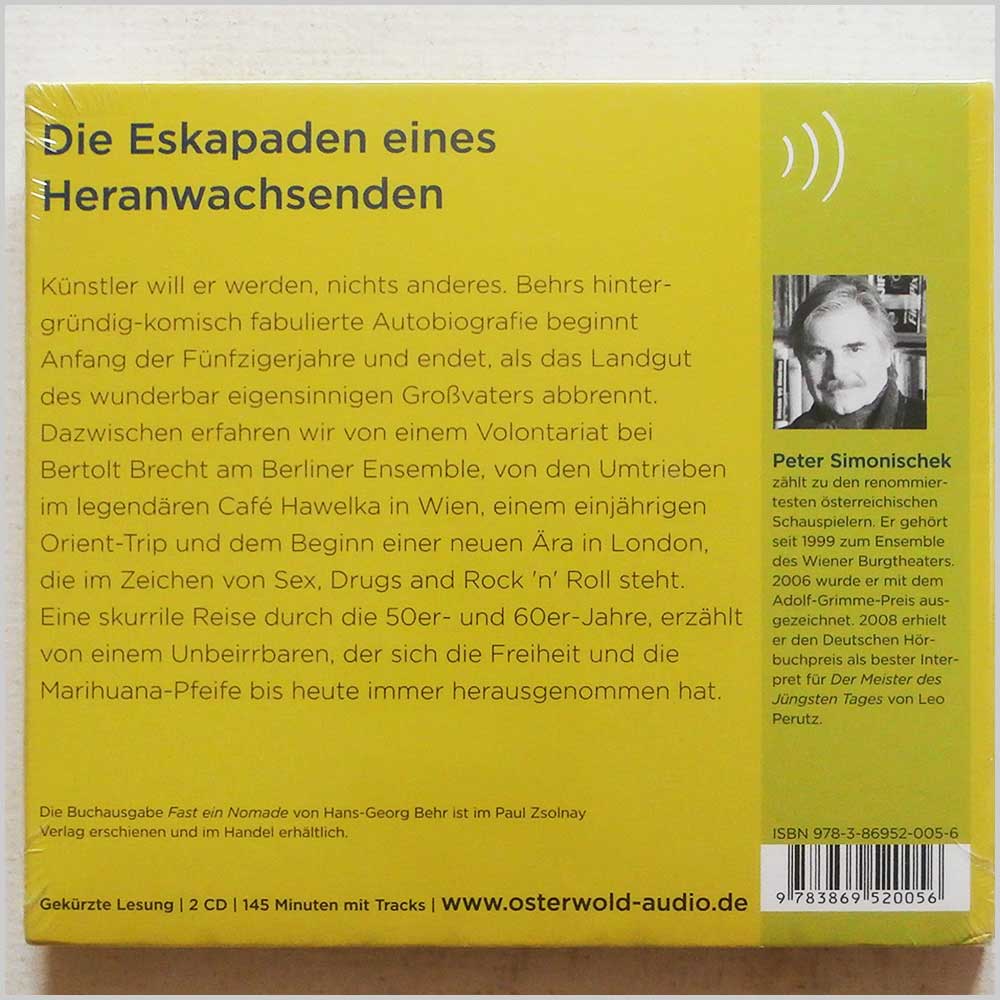 Die Eskapaden eines
Heranwachsenden
Künstler will er werden, nichts anderes. Behrs hinter-
gründig-komisch fabulierte Autobiografie beginnt
Anfang der Fünfzigerjahre und endet, als das Landgut
des wunderbar eigensinnigen Großvaters abbrennt.
Dazwischen erfahren wir von einem Volontariat bei
Bertolt Brecht am Berliner Ensemble, von den Umtrieben
im legendären Café Hawelka in Wien, einem einjährigen
Orient-Trip und dem Beginn einer neuen Ära in London,
die im Zeichen von Sex, Drugs and Rock 'n' Roll steht.
Eine skurrile Reise durch die 50er- und 60er-Jahre, erzählt
von einem Unbeirrbaren, der sich die Freiheit und die
Marihuana-Pfeife bis heute immer herausgenommen hat.
Die Buchausgabe Fast ein Nomade von Hans-Georg Behr ist im Paul Zsolnay
Verlag erschienen und im Handel erhältlich.
Gekürzte Lesung | 2 CD | 145 Minuten mit Tracks | www.osterwold-audio.de
Peter Simonischek
zählt zu den renommier-
testen österreichischen
Schauspielern. Er gehört
seit 1999 zum Ensemble
des Wiener Burgtheaters.
2006 wurde er mit dem
Adolf-Grimme-Preis aus-
gezeichnet. 2008 erhielt
er den Deutschen Hör-
buchpreis als bester Inter-
pret für Der Meister des
Jüngsten Tages von Leo
Perutz.
ISBN 978-3-86952-005-6
9 783869 520056